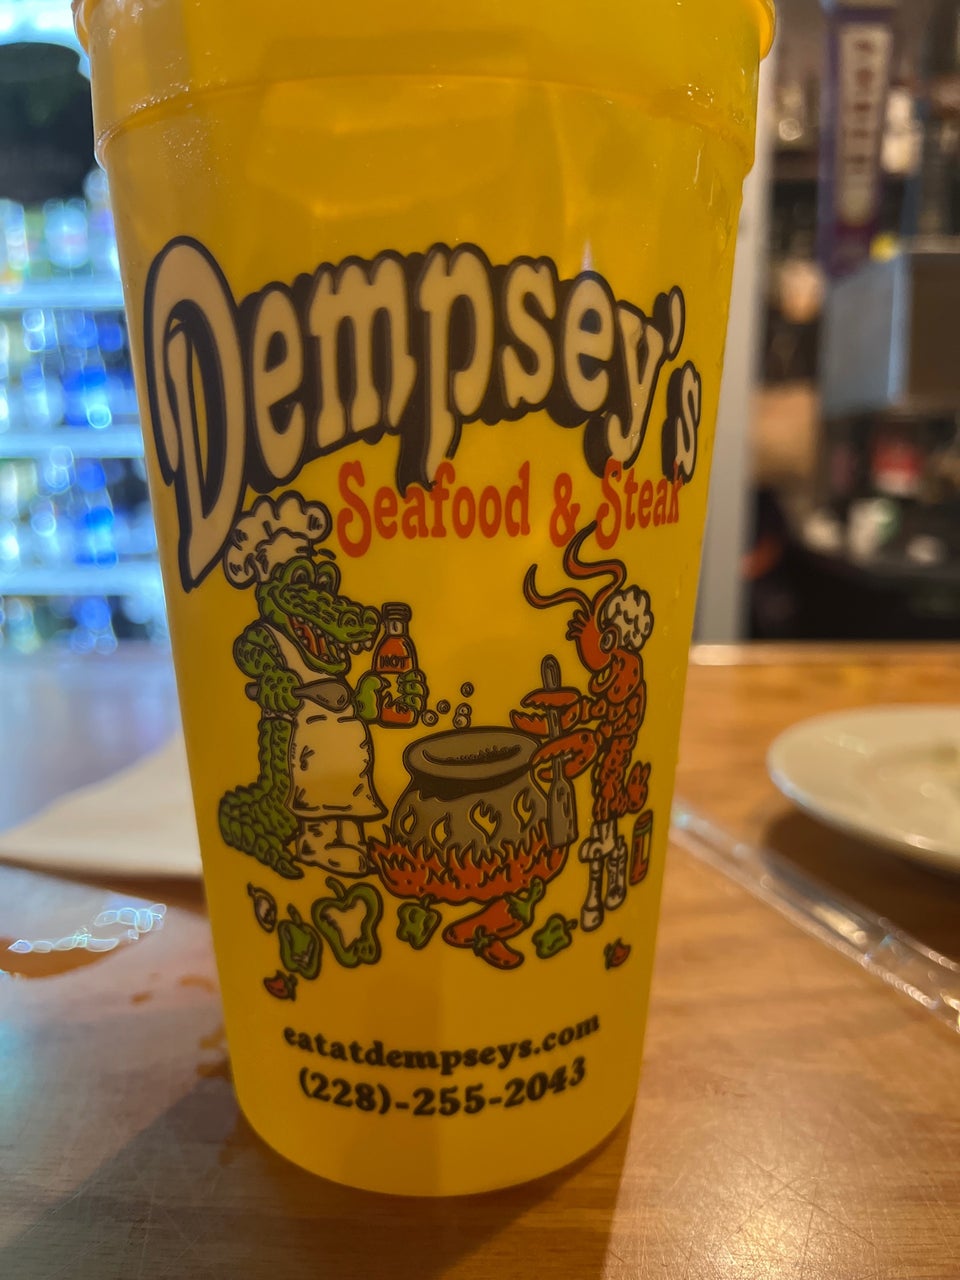 Dempsey's
Seafood & Steak
HOT
eatatdempseys.com
(228)-255-2043